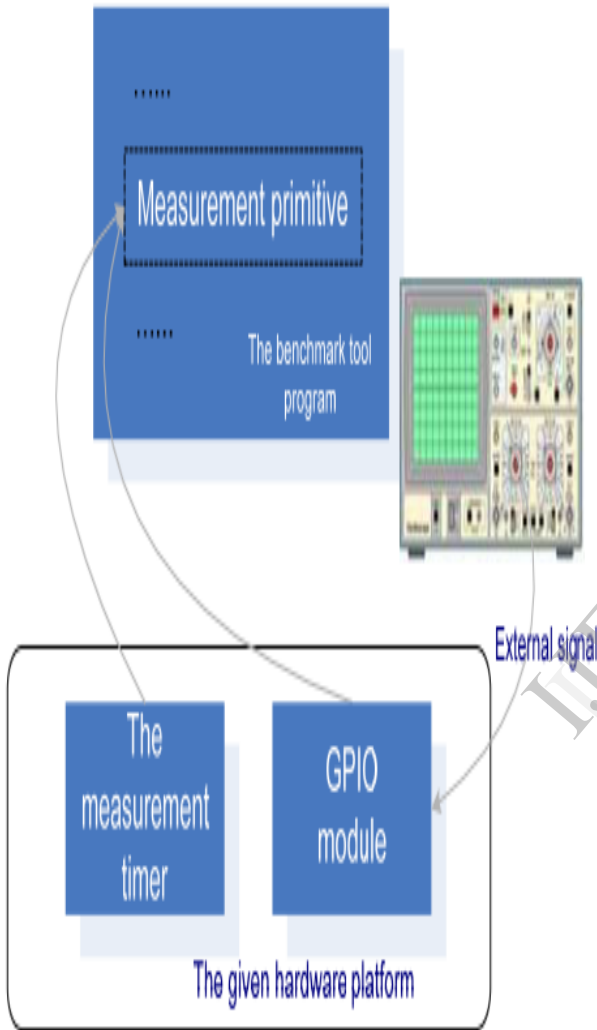 ......
Measurement primitive
......
The benchmark tool
program
External signal
The
measurement
timer
GPIO
module
The given hardware platform